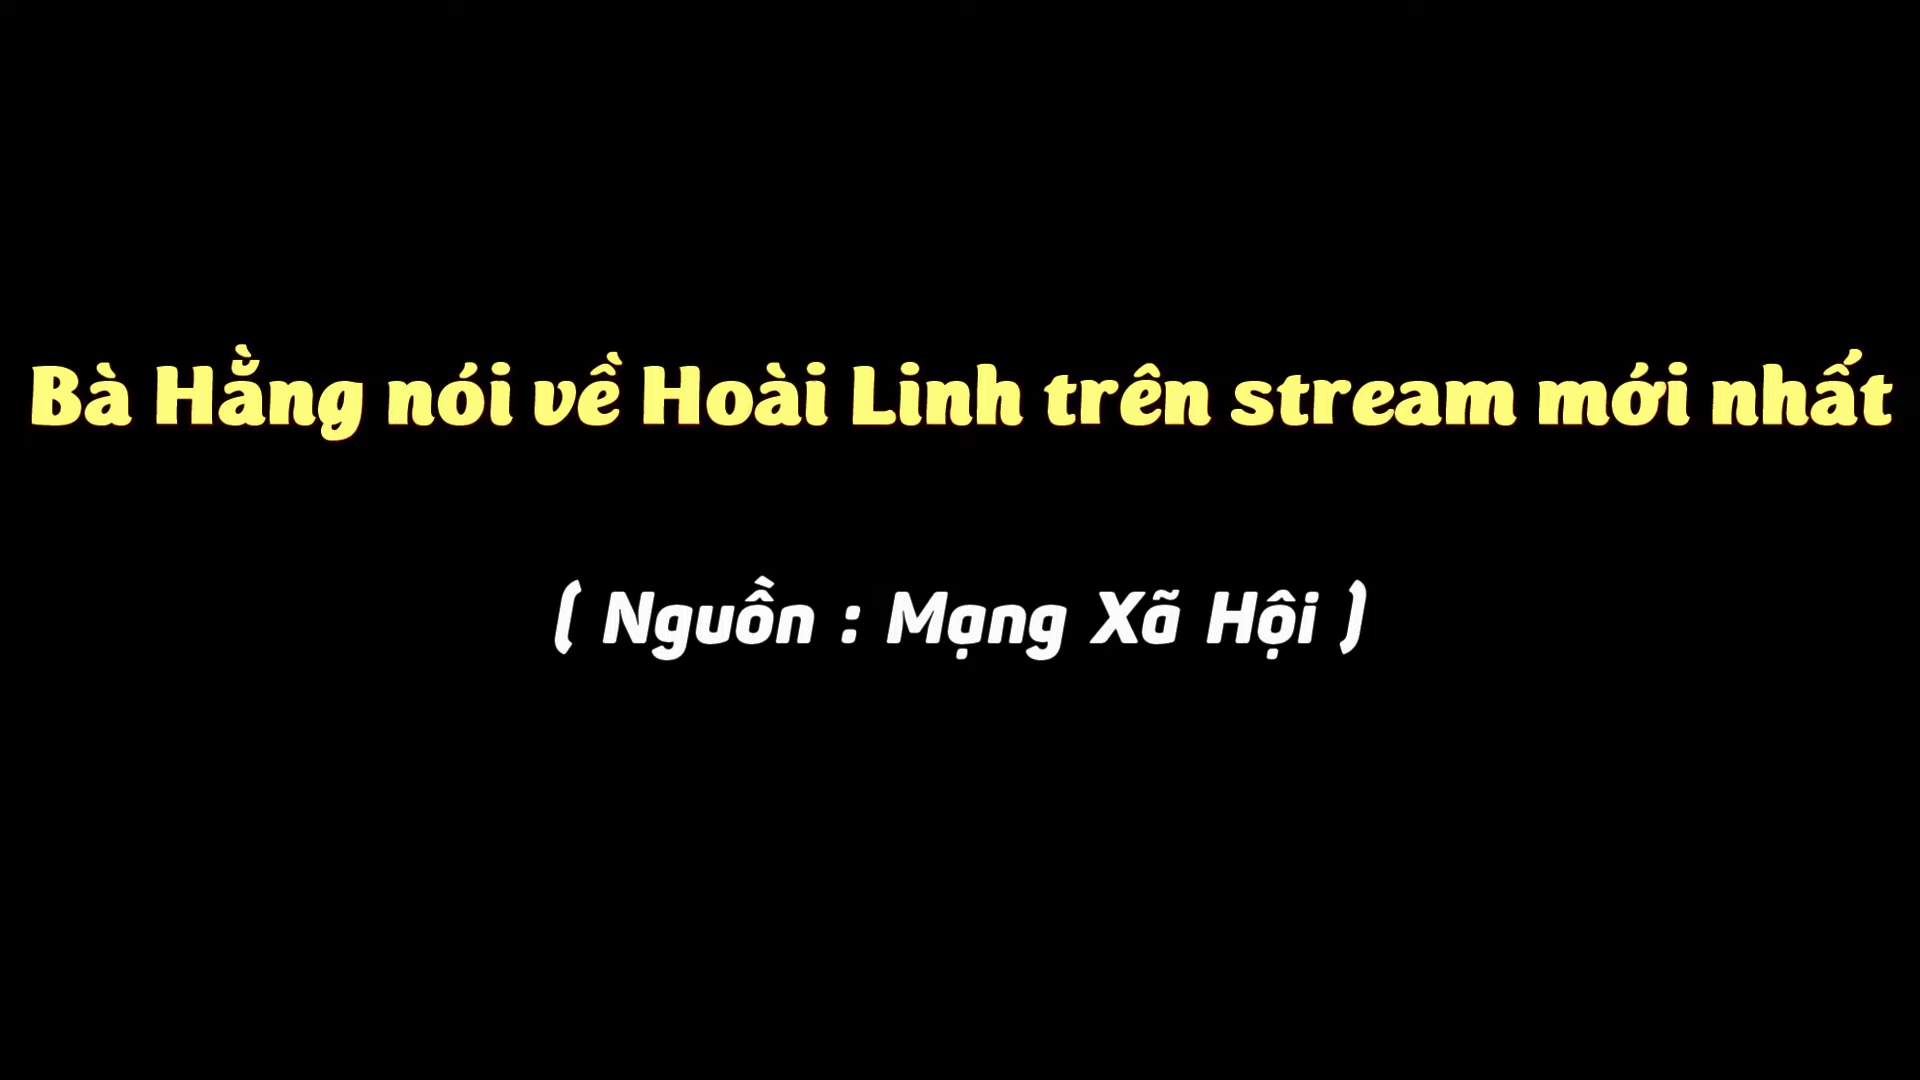 Bà Hằng nói về Hoài Linh trên stream mới nhất
( Nguồn : Mạng Xã Hội )